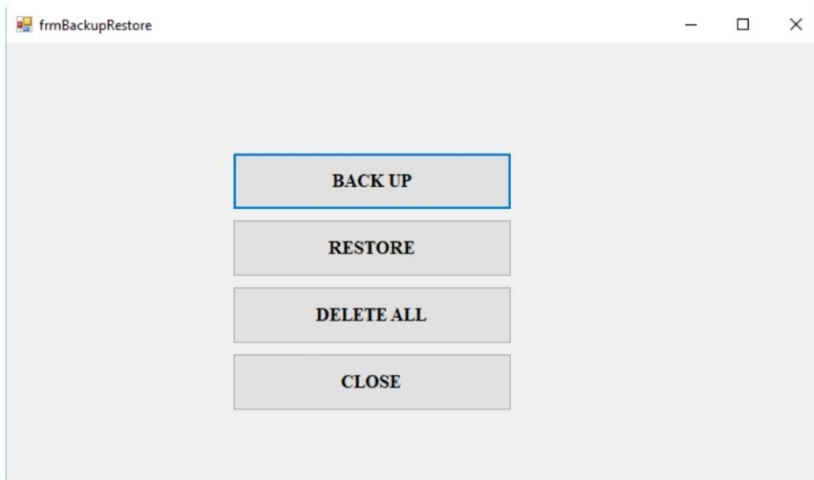 frmBackupRestore
BACK UP
RESTORE
DELETE ALL
CLOSE